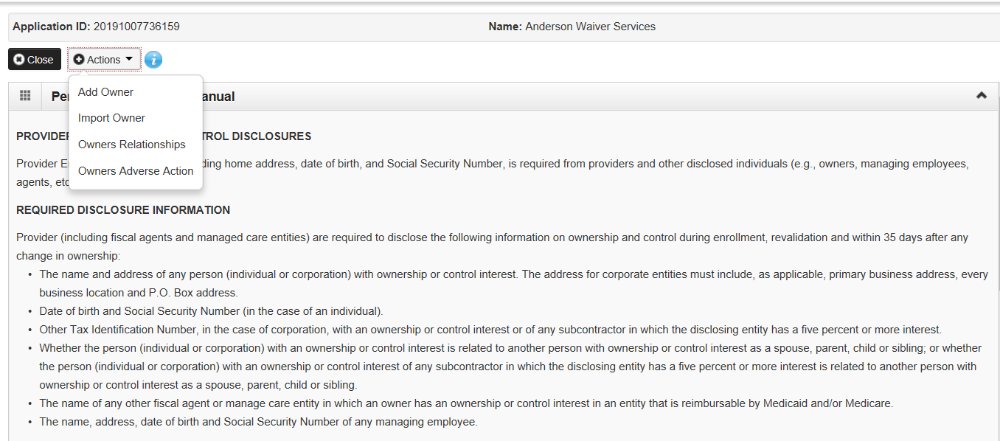 Application ID: 20191007736159
Name: Anderson Waiver Services
Close
Actions
i
Add Owner
Import Owner
Owners Relationships
Owners Adverse Action
anual
DISCLOSURES
Provider
ding home address, date of birth, and Social Security Number, is required from providers and other disclosed individuals (e.g., owners, managing employees,
agents, etc
REQUIRED DISCLOSURE INFORMATION
Provider (including fiscal agents and managed care entities) are required to disclose the following information on ownership and control during enrollment, revalidation and within 35 days after any
change in ownership:
• The name and address of any person (individual or corporation) with ownership or control interest. The address for corporate entities must include, as applicable, primary business address, every
business location and P.O. Box address.
• Date of birth and Social Security Number (in the case of an individual).
• Other Tax Identification Number, in the case of corporation, with an ownership or control interest or of any subcontractor in which the disclosing entity has a five percent or more interest.
• Whether the person (individual or corporation) with an ownership or control interest is related to another person with ownership or control interest as a spouse, parent, child or sibling; or whether
the person (individual or corporation) with an ownership or control interest of any subcontractor in which the disclosing entity has a five percent or more interest is related to another person with
ownership or control interest as a spouse, parent, child or sibling.
• The name of any other fiscal agent or manage care entity in which an owner has an ownership or control interest in an entity that is reimbursable by Medicaid and/or Medicare.
• The name, address, date of birth and Social Security Number of any managing employee.